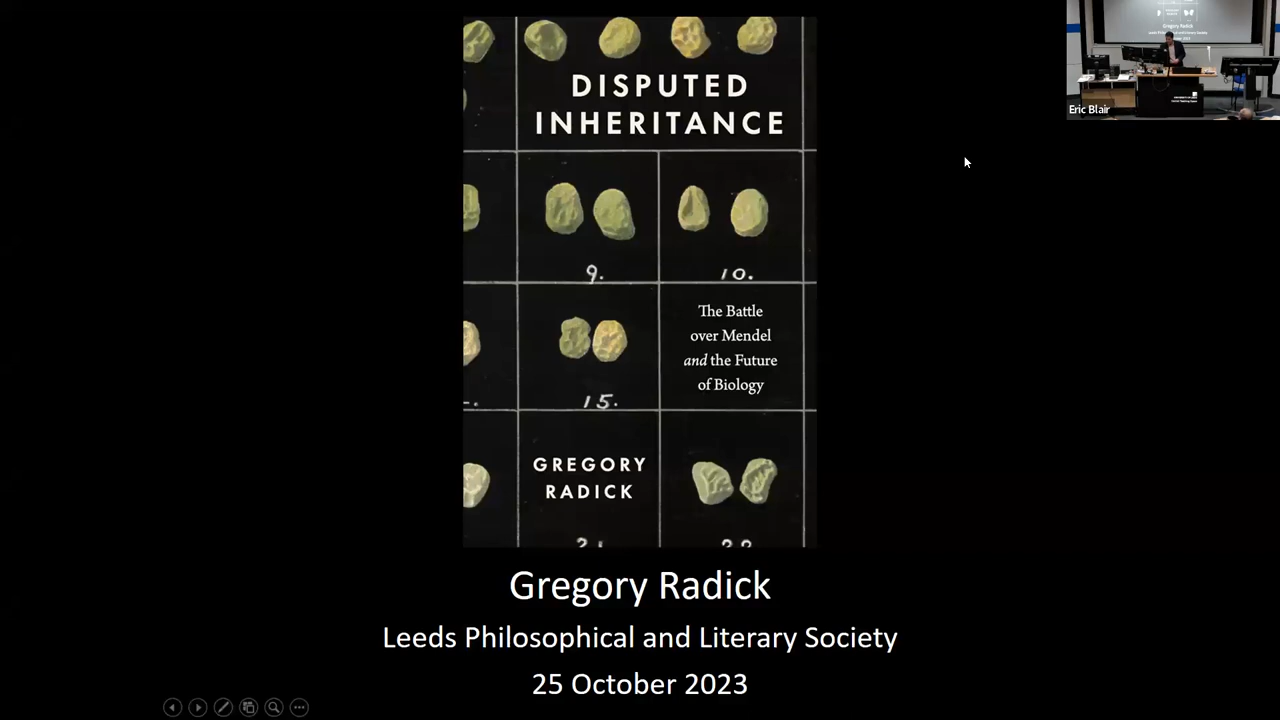 DISPUTED
INHERITANCE
9.
10.
The Battle
over Mendel
and the Future
of Biology
15.
GREGORY
RADICK
Gregory Radick
Leeds Philosophical and Literary Society
25 October 2023
Eric Blair